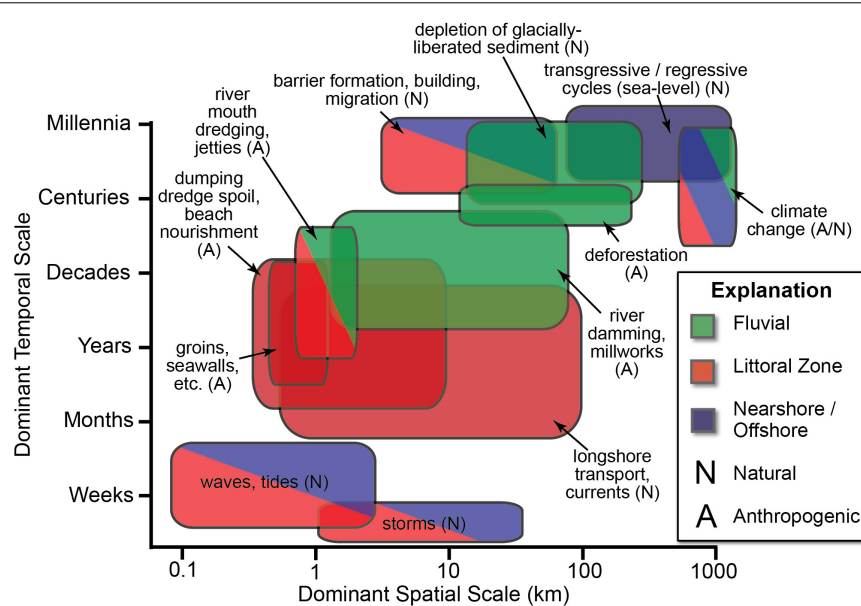 depletion of glacially-
liberated sediment (N)
transgressive / regressive
cycles (sea-level) (N)
barrier formation, building,
migration (N)
river
mouth
dredging,
jetties (A)
dumping
dredge spoil,
beach
nourishment
(A)
groins,
seawalls,
etc. (A)
climate
change (A/N)
deforestation
(A)
river
damming,
millworks
(A)
longshore
transport,
currents (N)
waves, tides (N)
storms (N)
Dominant Temporal Scale
Millennia
Centuries
Decades
Years
Months
Weeks
0.1
1
10
100
1000
Dominant Spatial Scale (km)
Explanation
Fluvial
Littoral Zone
Nearshore /
Offshore
N Natural
A Anthropogenic